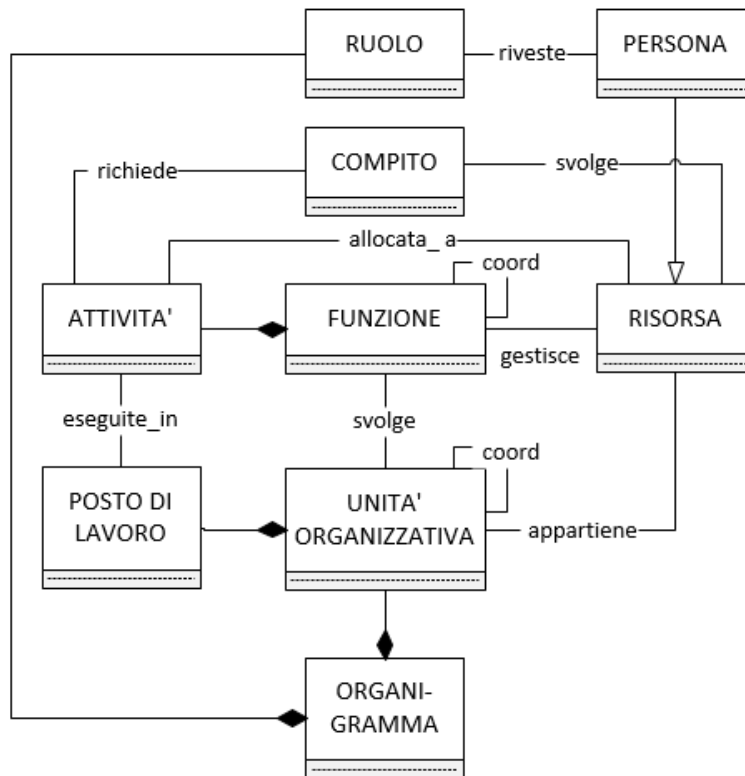 RUOLO
riveste
PERSONA
richiede
COMPITO
svolge
allocata_ a
coord
ATTIVITA'
FUNZIONE
RISORSA
gestisce
eseguite_in
svolge
coord
POSTO DI
LAVORO
UNITA'
ORGANIZZATIVA
appartiene
ORGANI-
GRAMMA